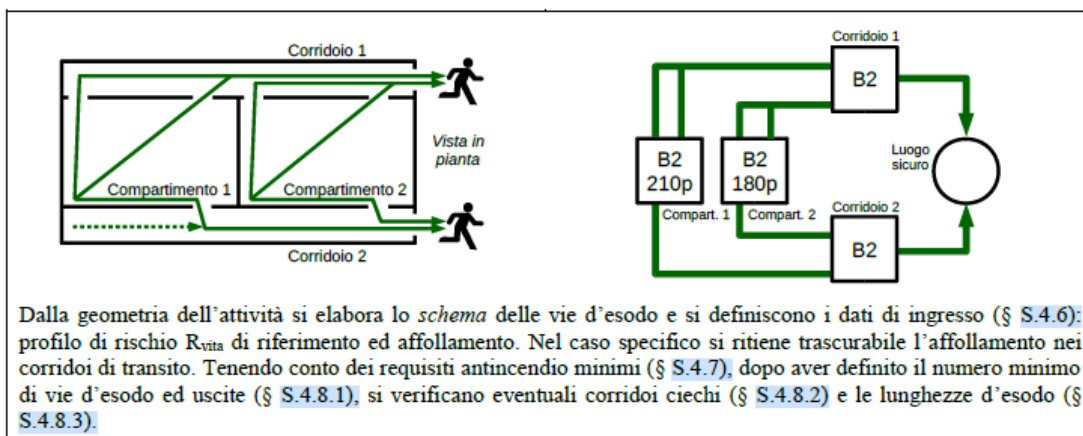 Corridoio 1
Compartimento 1
Compartimento 2
Vista in
pianta
Corridoio 2
Corridoio 1
B2
B2
210p
B2
180p
Luogo
sicuro
Compart. 1
Compart. 2
Corridoio 2
B2
Dalla geometria dell’attività si elabora lo schema delle vie d’esodo e si definiscono i dati di ingresso (§ S.4.6):
profilo di rischio Rvita di riferimento ed affollamento. Nel caso specifico si ritiene trascurabile l’affollamento nei
corridoi di transito. Tenendo conto dei requisiti antincendio minimi (§ S.4.7), dopo aver definito il numero minimo
di vie d’esodo ed uscite (§ S.4.8.1), si verificano eventuali corridoi ciechi (§ S.4.8.2) e le lunghezze d’esodo (§
S.4.8.3).